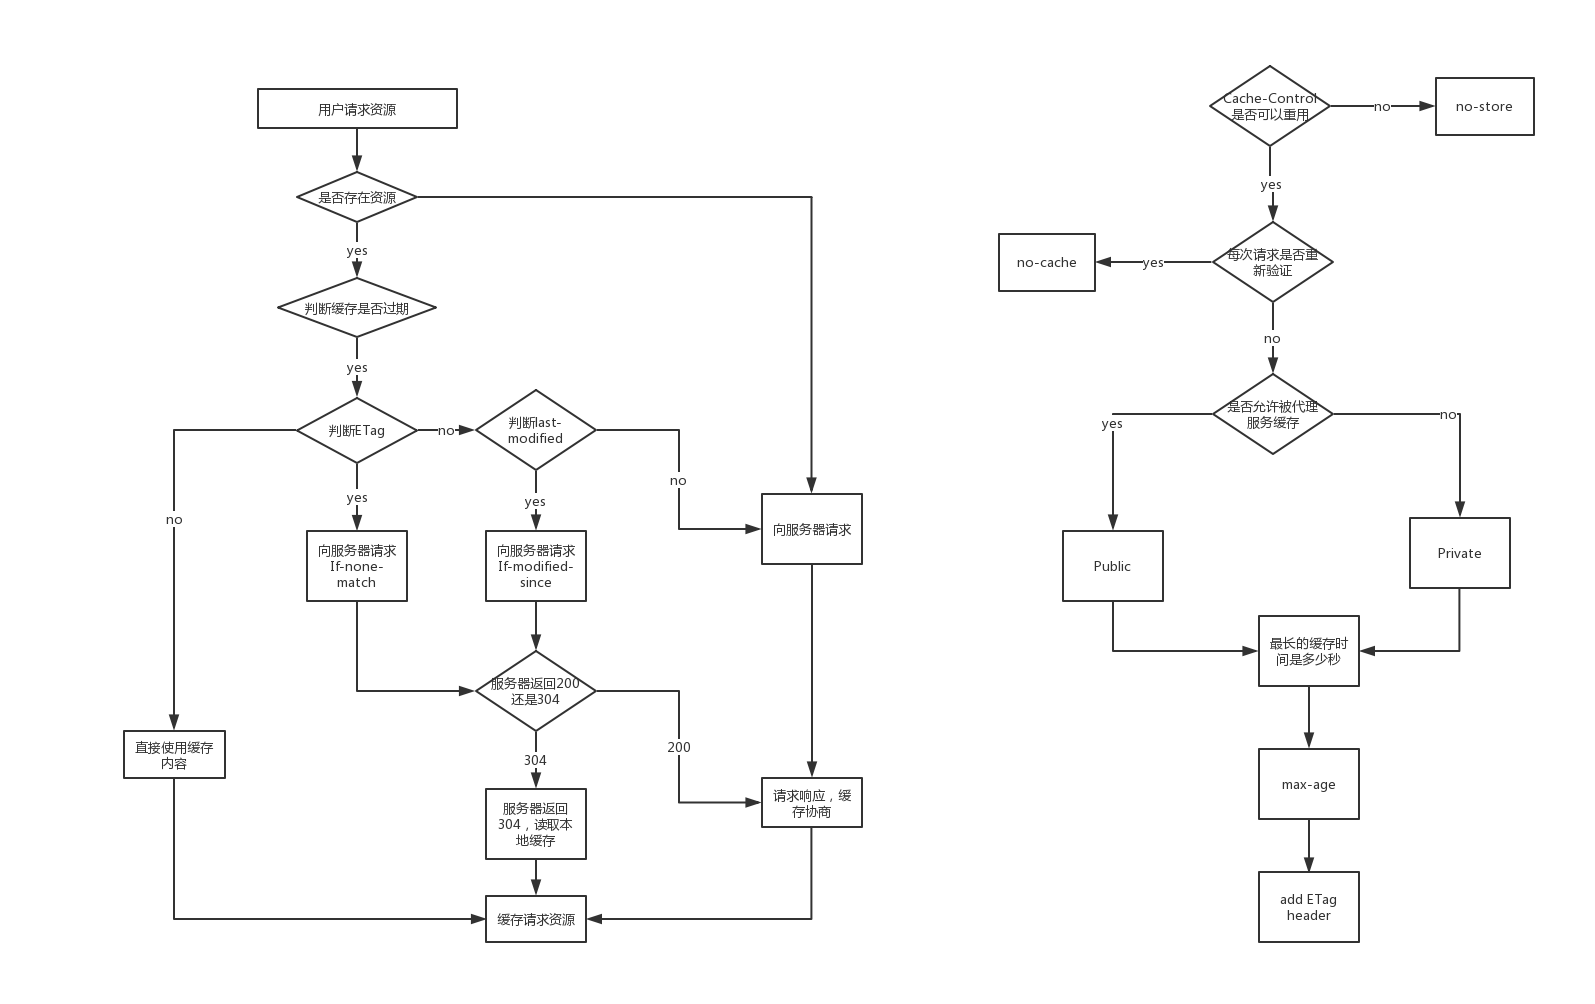 用户请求资源
是否存在资源
yes
判断缓存是否过期
yes
判断ETag
no
判断last-
modified
no
no
yes
yes
向服务器请求
If-none-
match
向服务器请求
If-modified-
since
向服务器请求
服务器返回200
还是304
200
304
直接使用缓存
内容
服务器返回
304，读取本
地缓存
请求响应，缓
存协商
缓存请求资源
Cache-Control
是否可以重用
no
no-store
yes
每次请求是否重
新验证
yes
no-cache
no
是否允许被代理
服务缓存
yes
no
Public
Private
最长的缓存时
间是多少秒
max-age
add ETag
header